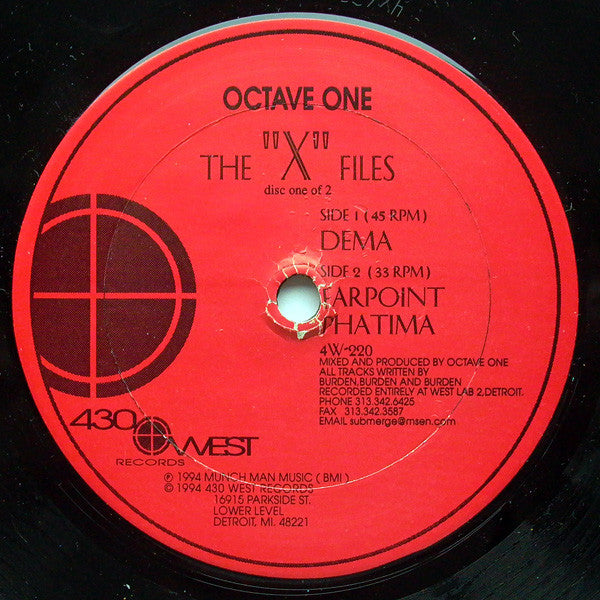 OCTAVE ONE
THE "X" FILES
disc one of 2
SIDE 1 ( 45 RPM )
DEMA
SIDE 2 ( 33 RPM )
FARPOINT
PHATIMA
4W-220
MIXED AND PRODUCED BY OCTAVE ONE
ALL TRACKS WRITTEN BY
BURDEN, BURDEN AND BURDEN
RECORDED ENTIRELY AT WEST LAB 2, DETROIT.
PHONE 313.342.6425
FAX 313.342.3587
EMAIL submerge@msen.com
430 WEST
RECORDS
℗ 1994 MUNCH MAN MUSIC ( BMI )
© 1994 430 WEST RECORDS
16915 PARKSIDE ST.
LOWER LEVEL
DETROIT, MI. 48221